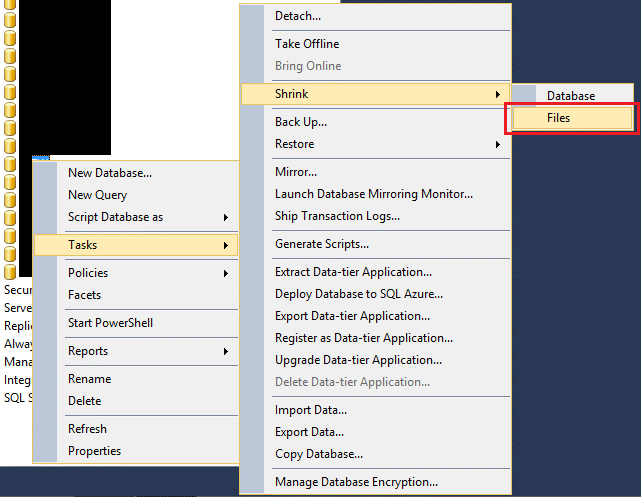 Detach...
Take Offline
Bring Online
Shrink
Database
Files
Back Up...
Restore
Mirror...
Launch Database Mirroring Monitor...
Ship Transaction Logs...
Generate Scripts...
Extract Data-tier Application...
Deploy Database to SQL Azure...
Export Data-tier Application...
Register as Data-tier Application...
Upgrade Data-tier Application...
Delete Data-tier Application...
Import Data...
Export Data...
Copy Database...
Manage Database Encryption...
New Database...
New Query
Script Database as
Tasks
Policies
Facets
Start PowerShell
Reports
Rename
Delete
Refresh
Properties
Secur
Serve
Replic
Alway
Mana
Integ
SQL S